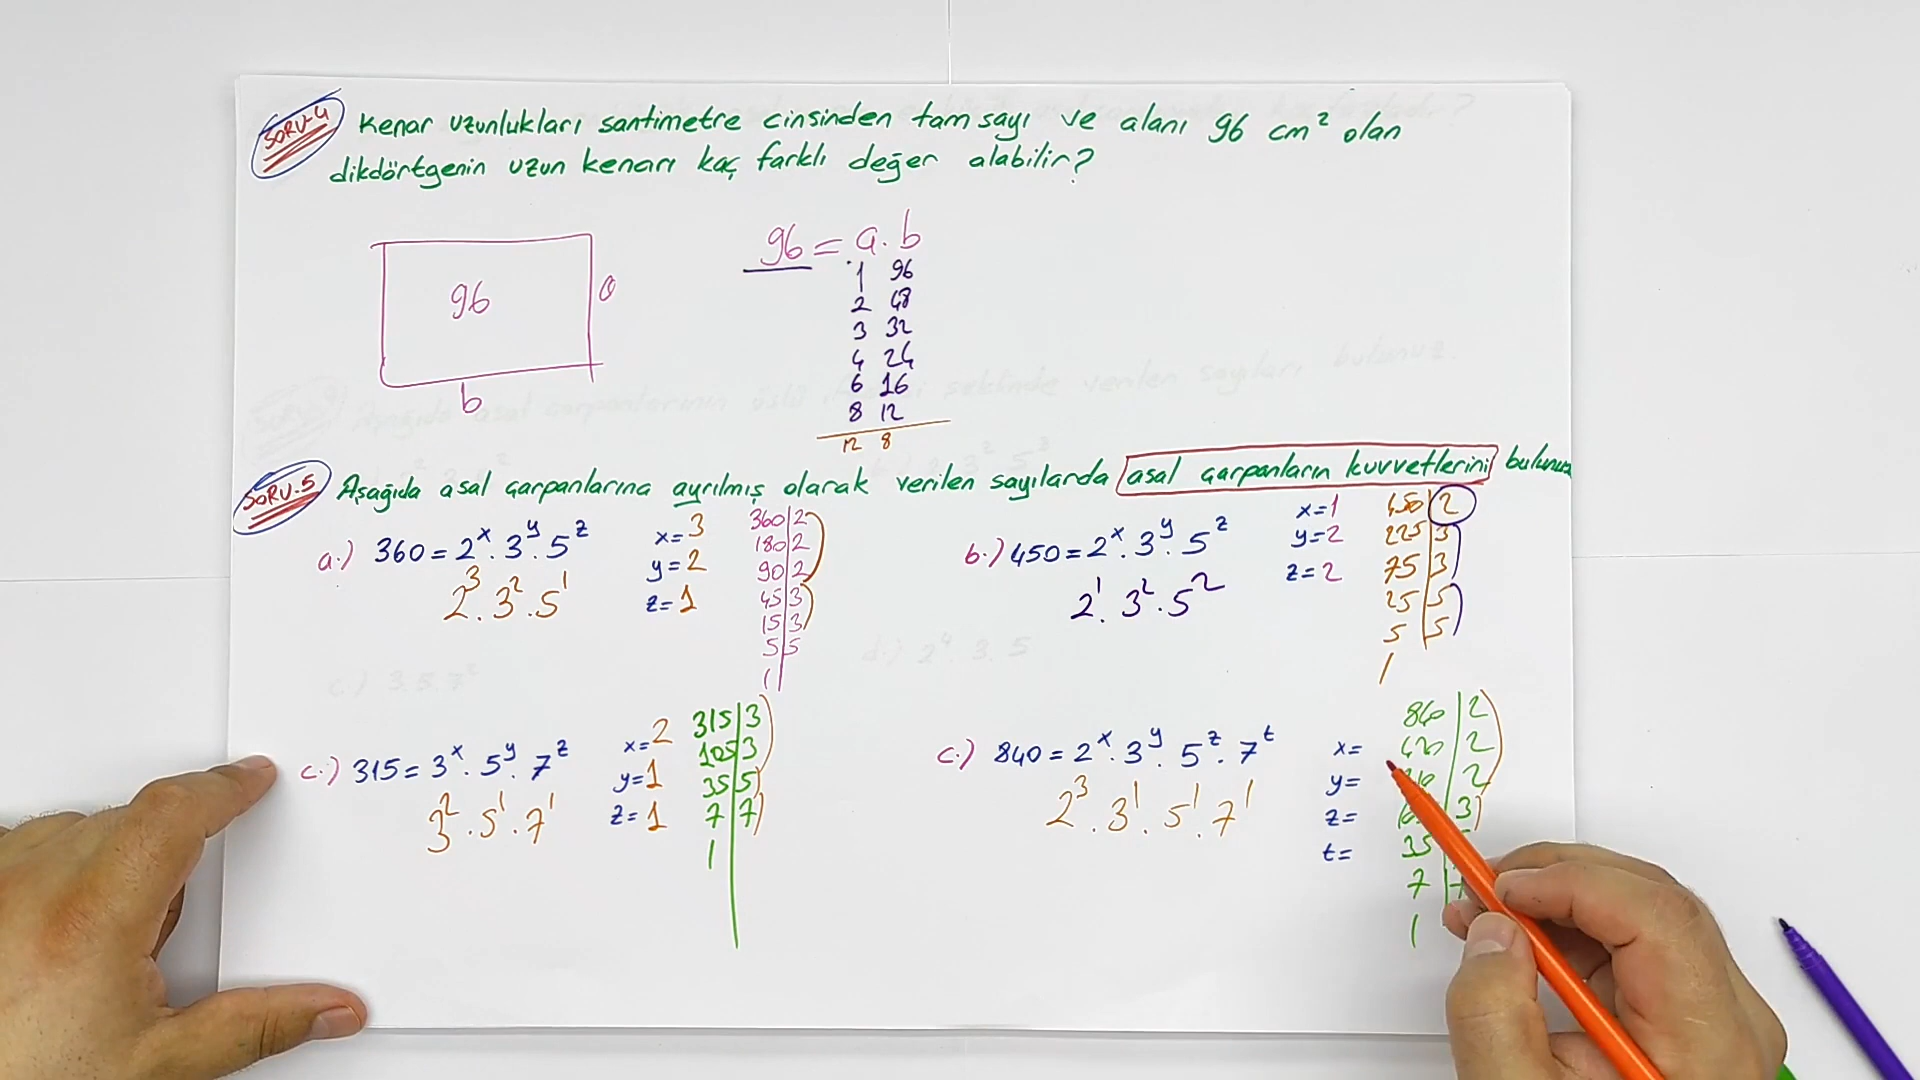 SORU-4 Kenar uzunlukları santimetre cinsinden tam sayı ve alanı 96 cm² olan
dikdörtgenin uzun kenarı kaç farklı değer alabilir?
96
a
b
96 = a . b
1 96
2 48
3 32
4 24
6 16
8 12
12 8
SORU-5 Aşağıda asal çarpanlarına ayrılmış olarak verilen sayılarda asal çarpanların kuvvetlerini
a.) 360 = 2^x . 3^y . 5^z
2^3 . 3^2 . 5^1
x = 3
y = 2
z = 1
360 | 2
180 | 2
90 | 2
45 | 3
15 | 3
5 | 5
1
b.) 450 = 2^x . 3^y . 5^z
2^1 . 3^2 . 5^2
x = 1
y = 2
z = 2
450 | 2
225 | 3
75 | 3
25 | 5
5 | 5
1
c.) 315 = 3^x . 5^y . 7^z
3^2 . 5^1 . 7^1
x = 2
y = 1
z = 1
315 | 3
105 | 3
35 | 5
7 | 7
1
c.) 840 = 2^x . 3^y . 5^z . 7^t
2^3 . 3^1 . 5^1 . 7^1
x =
y =
z =
t =
840 | 2
420 | 2
2
3
35
7 | 7
1